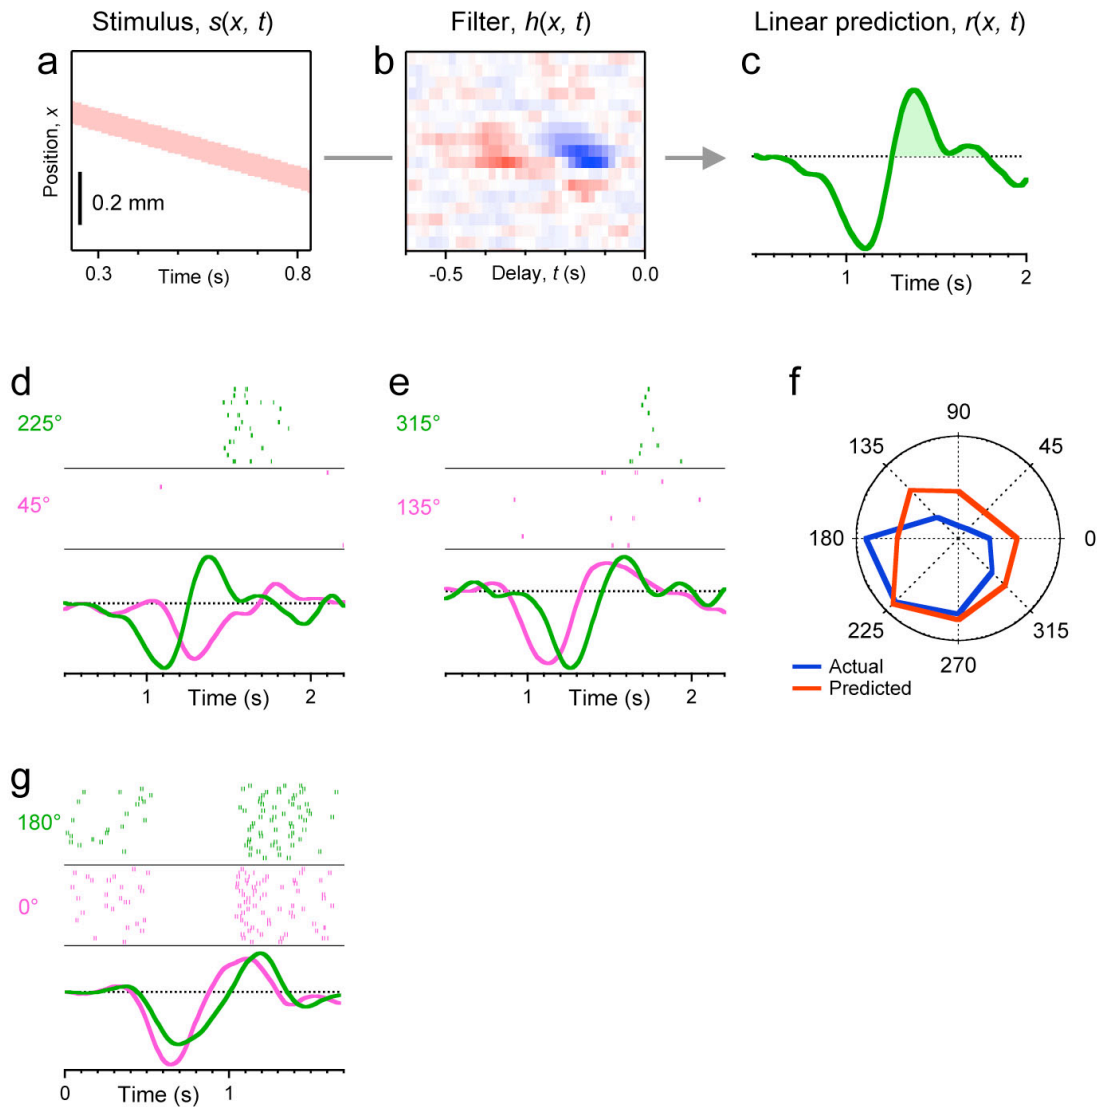 Stimulus, s(x, t)
Filter, h(x, t)
Linear prediction, r(x, t)
a
Position, x
0.2 mm
0.3
Time (s)
0.8
b
-0.5
Delay, t (s)
0.0
c
1
Time (s)
2
d
225°
45°
1
Time (s)
2
e
315°
135°
1
Time (s)
2
f
90
135
45
180
0
225
315
270
Actual
Predicted
g
180°
0°
0
Time (s)
1